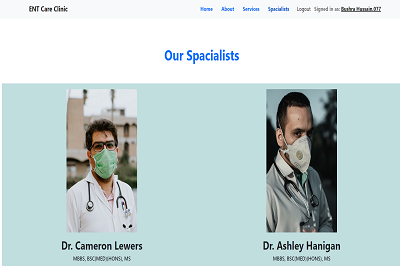 ENT Care Clinic Home About Services Spacialists Logout Signed in as: Bushra Hussain.077
Our Spacialists
Dr. Cameron Lewers Dr. Ashley Hanigan
MBBS, BSC(MED)(HONS), MS MBBS, BSC(MED)(HONS), MS